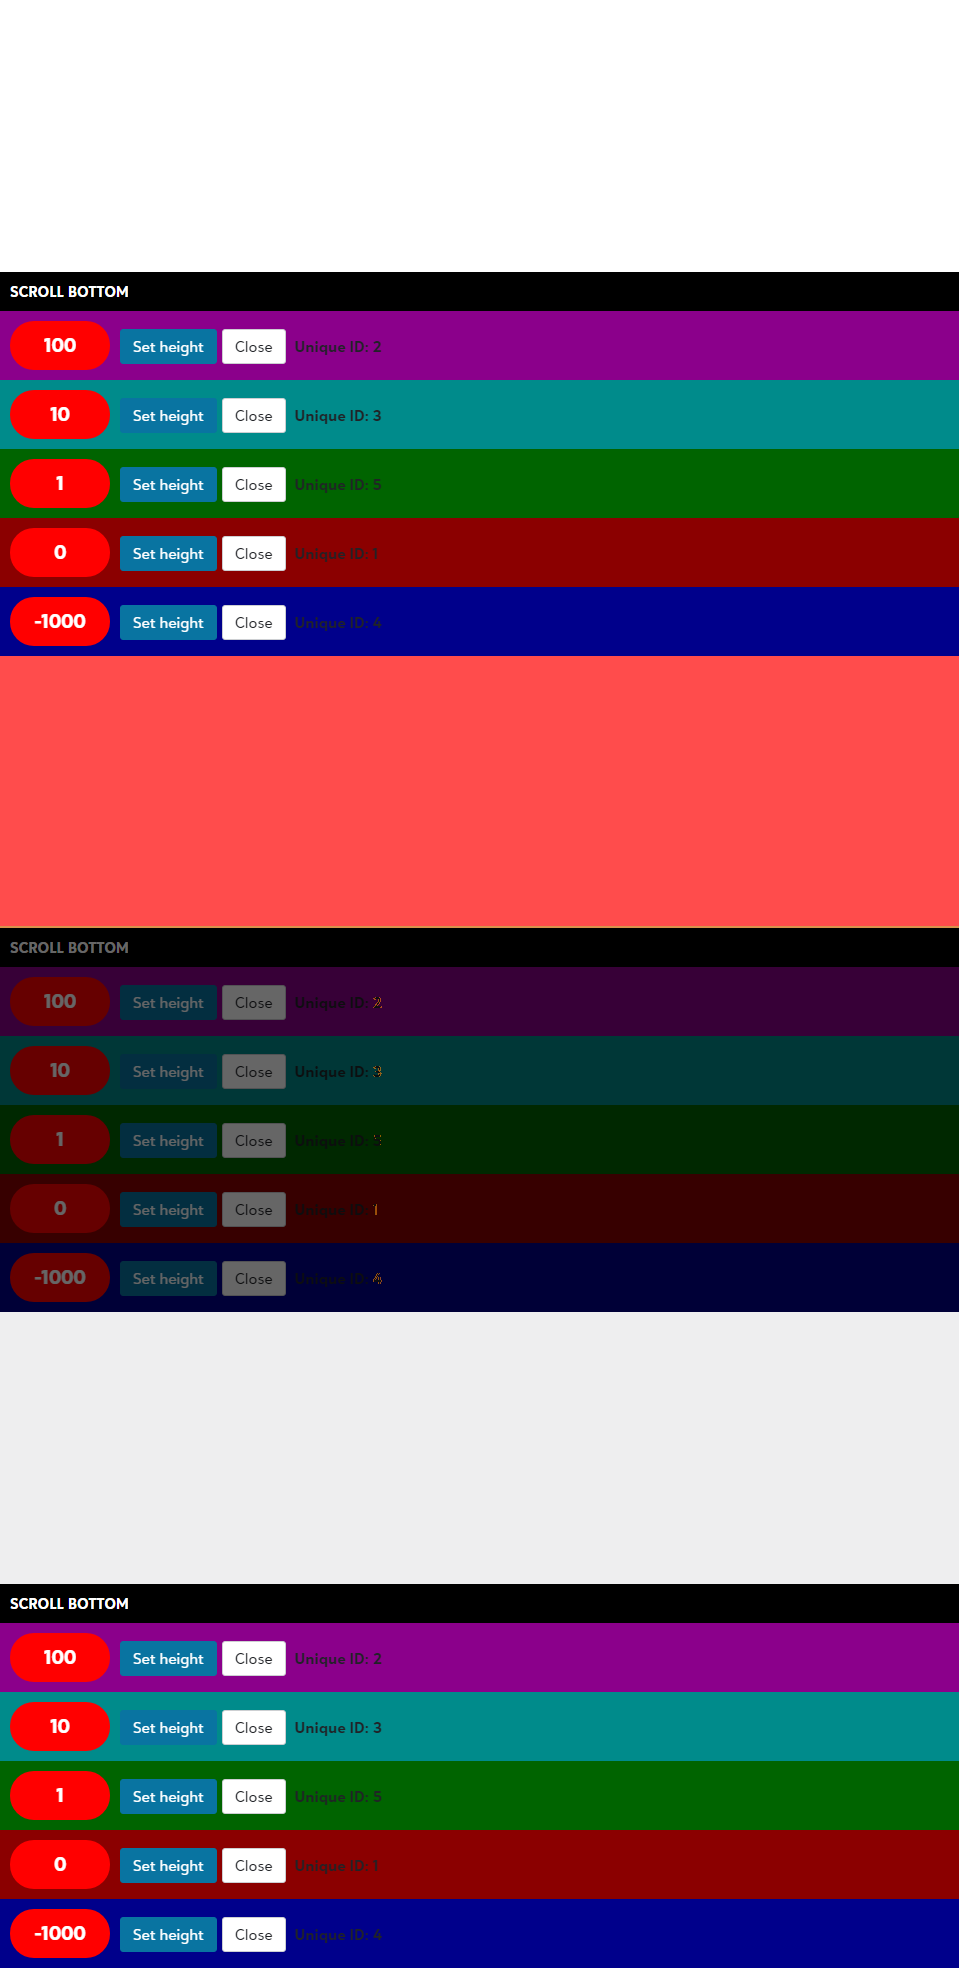 SCROLL BOTTOM
100 Set height Close Unique ID: 2
10 Set height Close Unique ID: 3
1 Set height Close Unique ID: 5
0 Set height Close Unique ID: 1
-1000 Set height Close Unique ID: 4
SCROLL BOTTOM
100 Set height Close Unique ID: 2
10 Set height Close Unique ID: 3
1 Set height Close Unique ID:
0 Set height Close Unique ID: 1
-1000 Set height Close Unique ID: 4
SCROLL BOTTOM
100 Set height Close Unique ID: 2
10 Set height Close Unique ID: 3
1 Set height Close Unique ID: 5
0 Set height Close Unique ID: 1
-1000 Set height Close Unique ID: 4